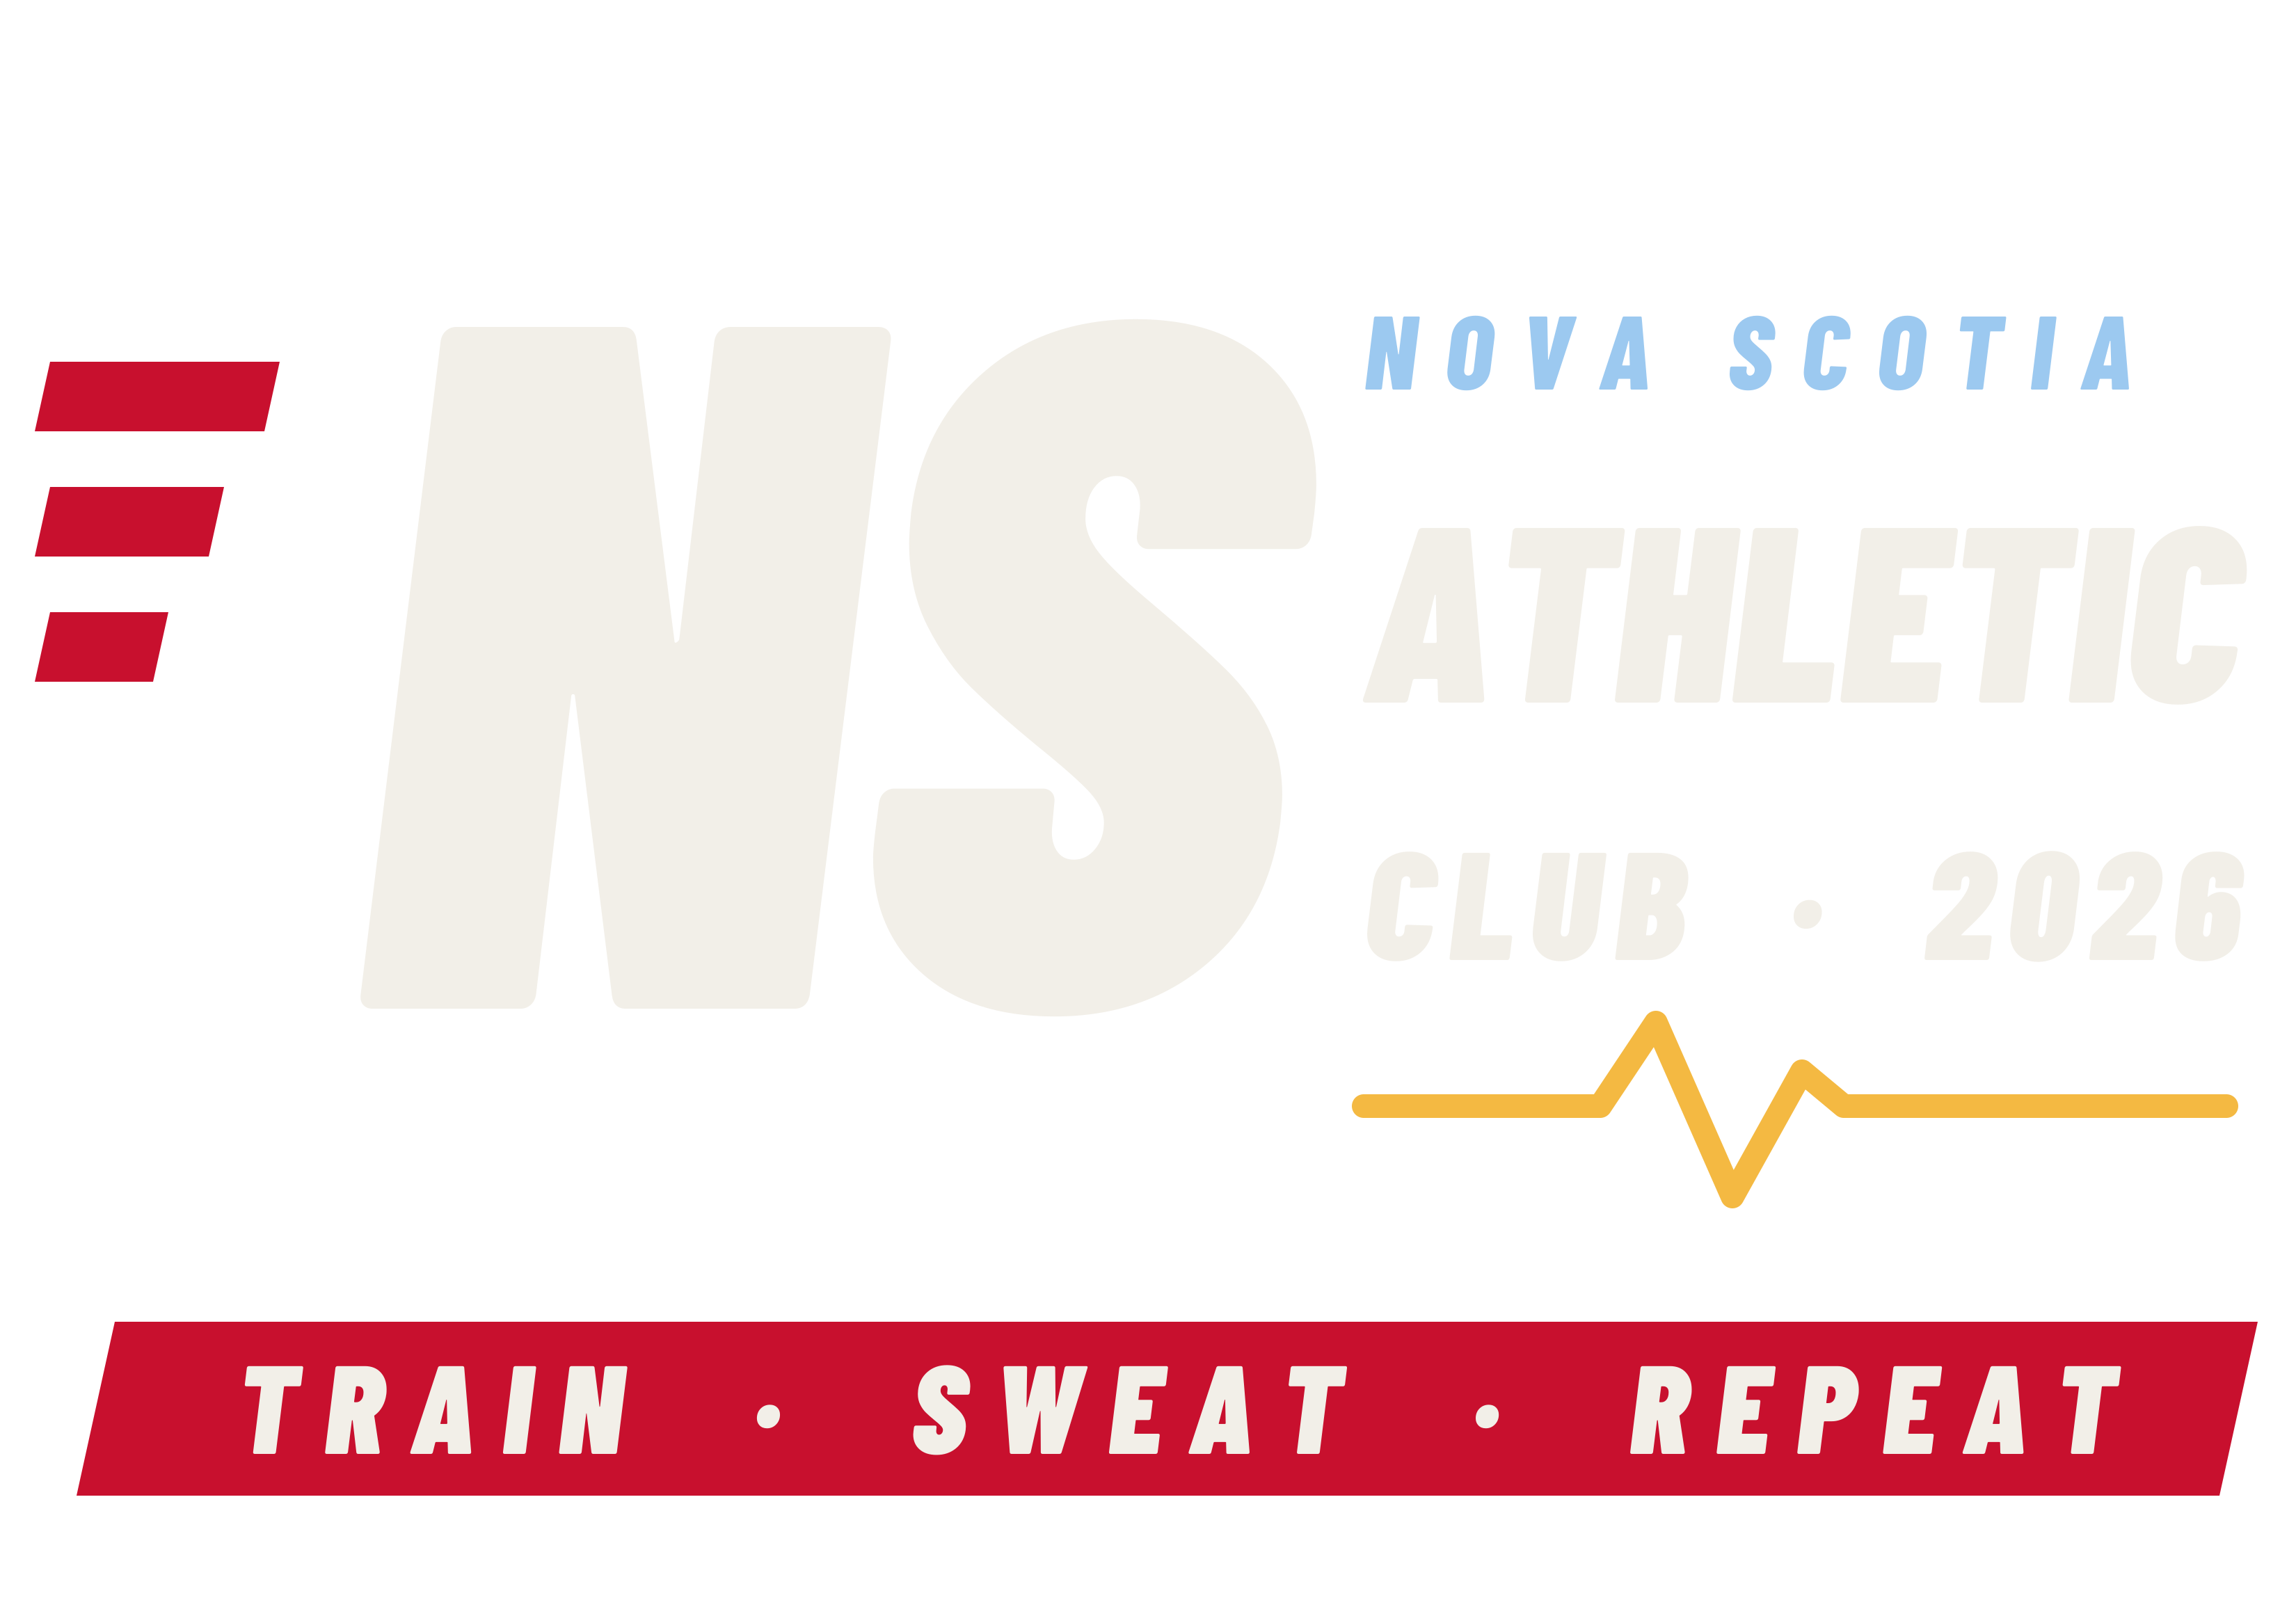 NS
NOVA SCOTIA
ATHLETIC
CLUB · 2026
TRAIN · SWEAT · REPEAT